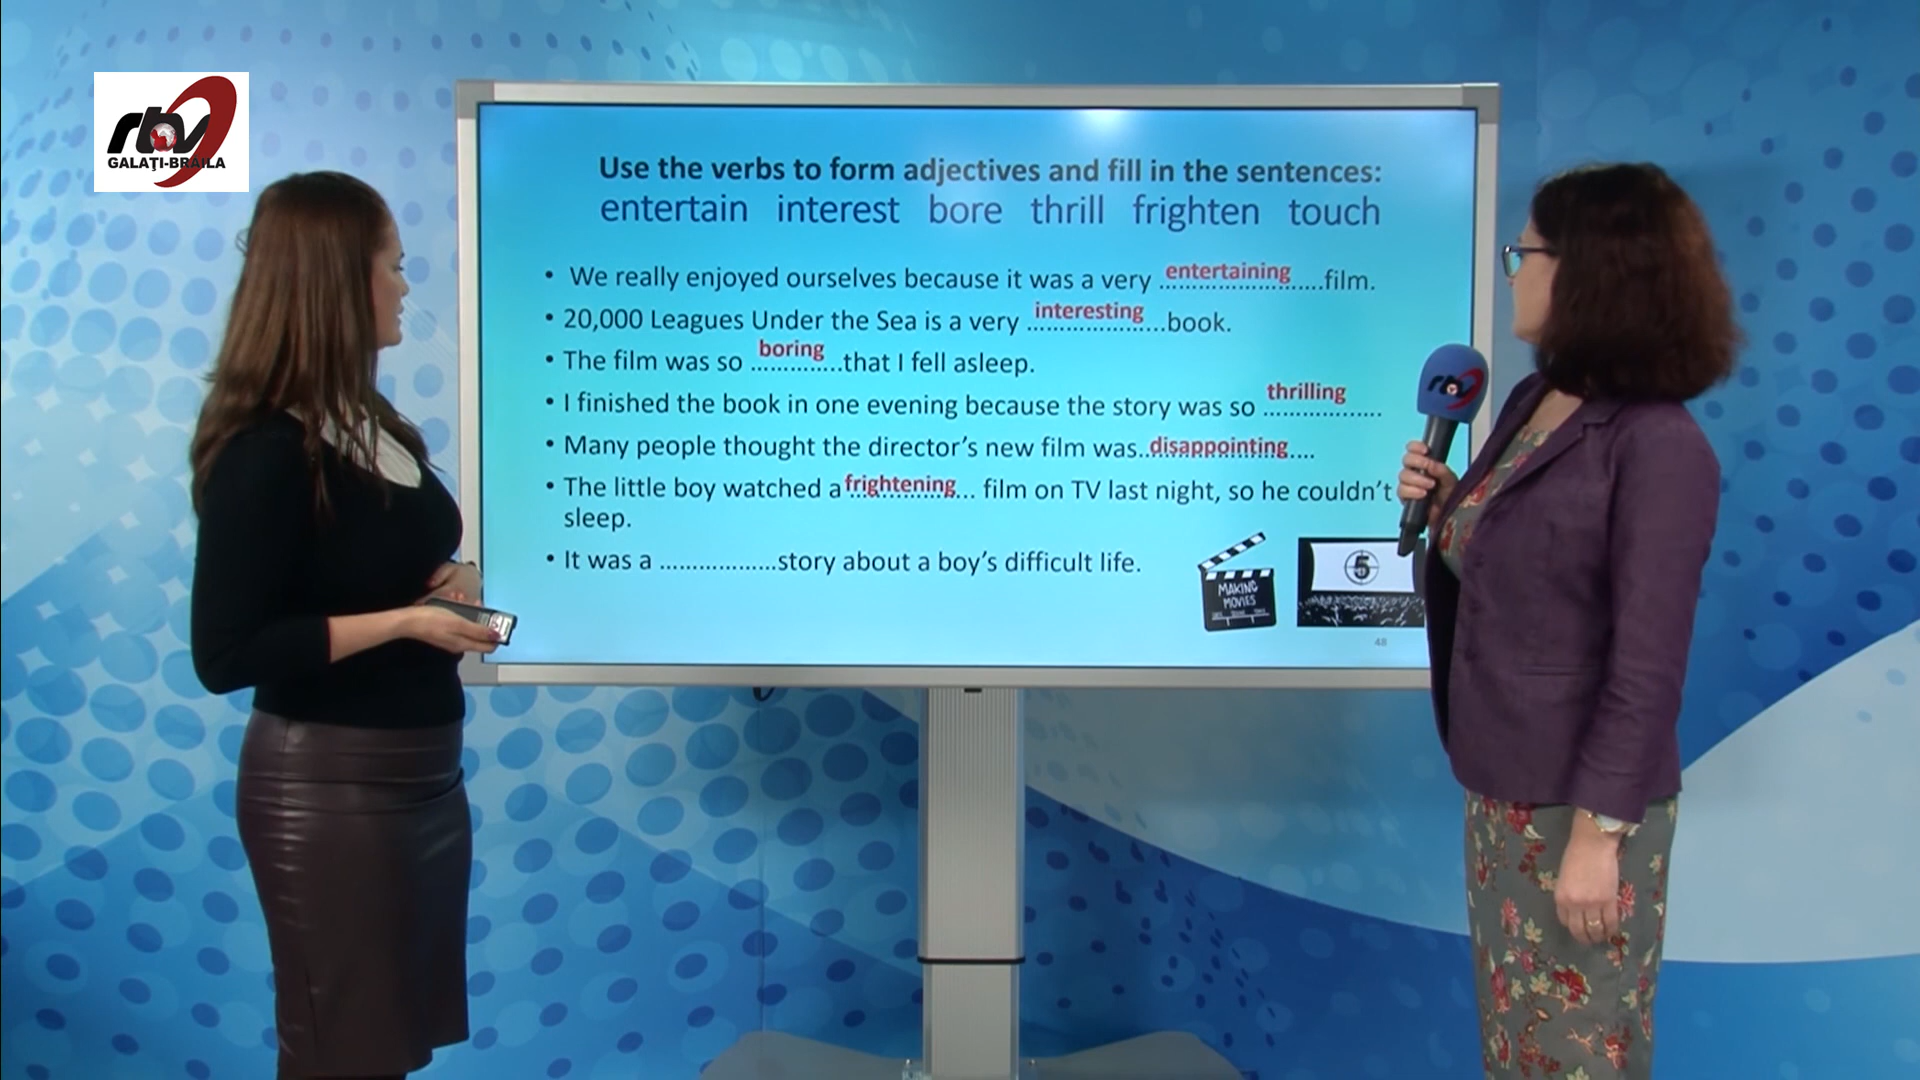 rtv
GALAŢI-BRĂILA
Use the verbs to form adjectives and fill in the sentences:
entertain interest bore thrill frighten touch
• We really enjoyed ourselves because it was a very entertaining film.
• 20,000 Leagues Under the Sea is a very interesting book.
• The film was so boring that I fell asleep.
• I finished the book in one evening because the story was so thrilling
• Many people thought the director's new film was disappointing
• The little boy watched a frightening film on TV last night, so he couldn't
sleep.
• It was a ..................story about a boy's difficult life.
MAKING
MOVIES
5
48
rtv